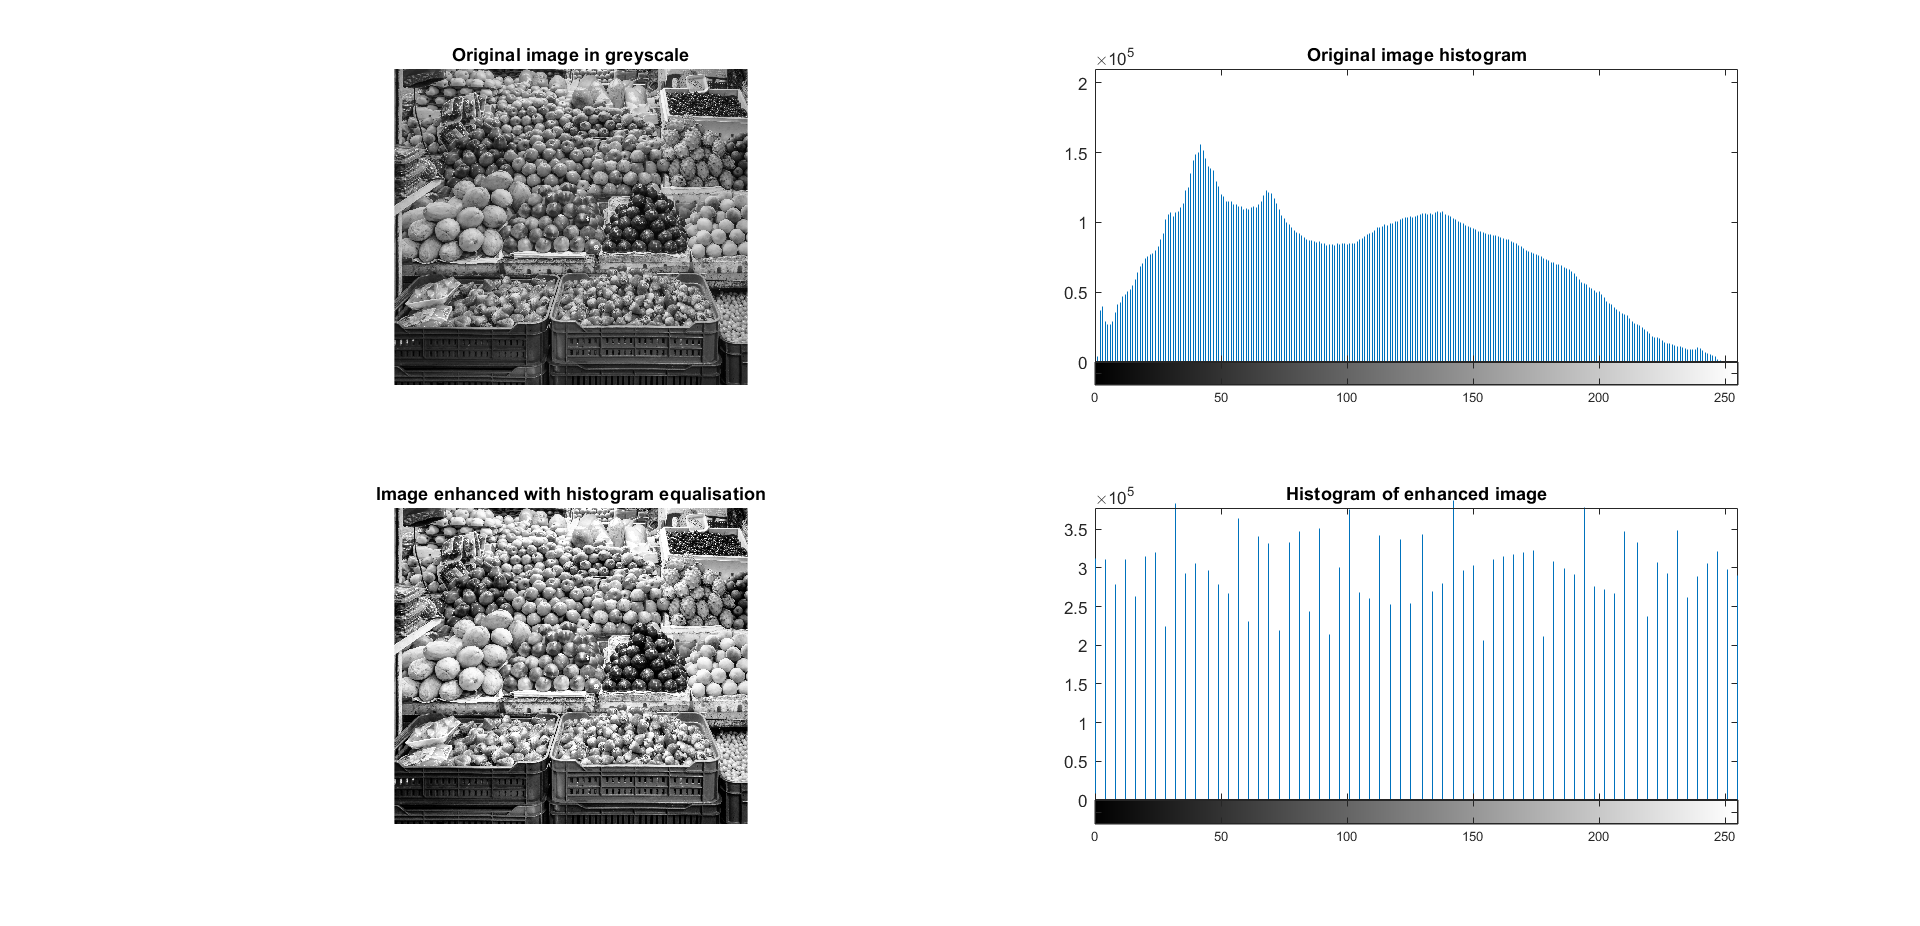 Original image in greyscale
Original image histogram
×10^5
2
1.5
1
0.5
0
0 50 100 150 200 250
Image enhanced with histogram equalisation
Histogram of enhanced image
×10^5
3.5
3
2.5
2
1.5
1
0.5
0
0 50 100 150 200 250